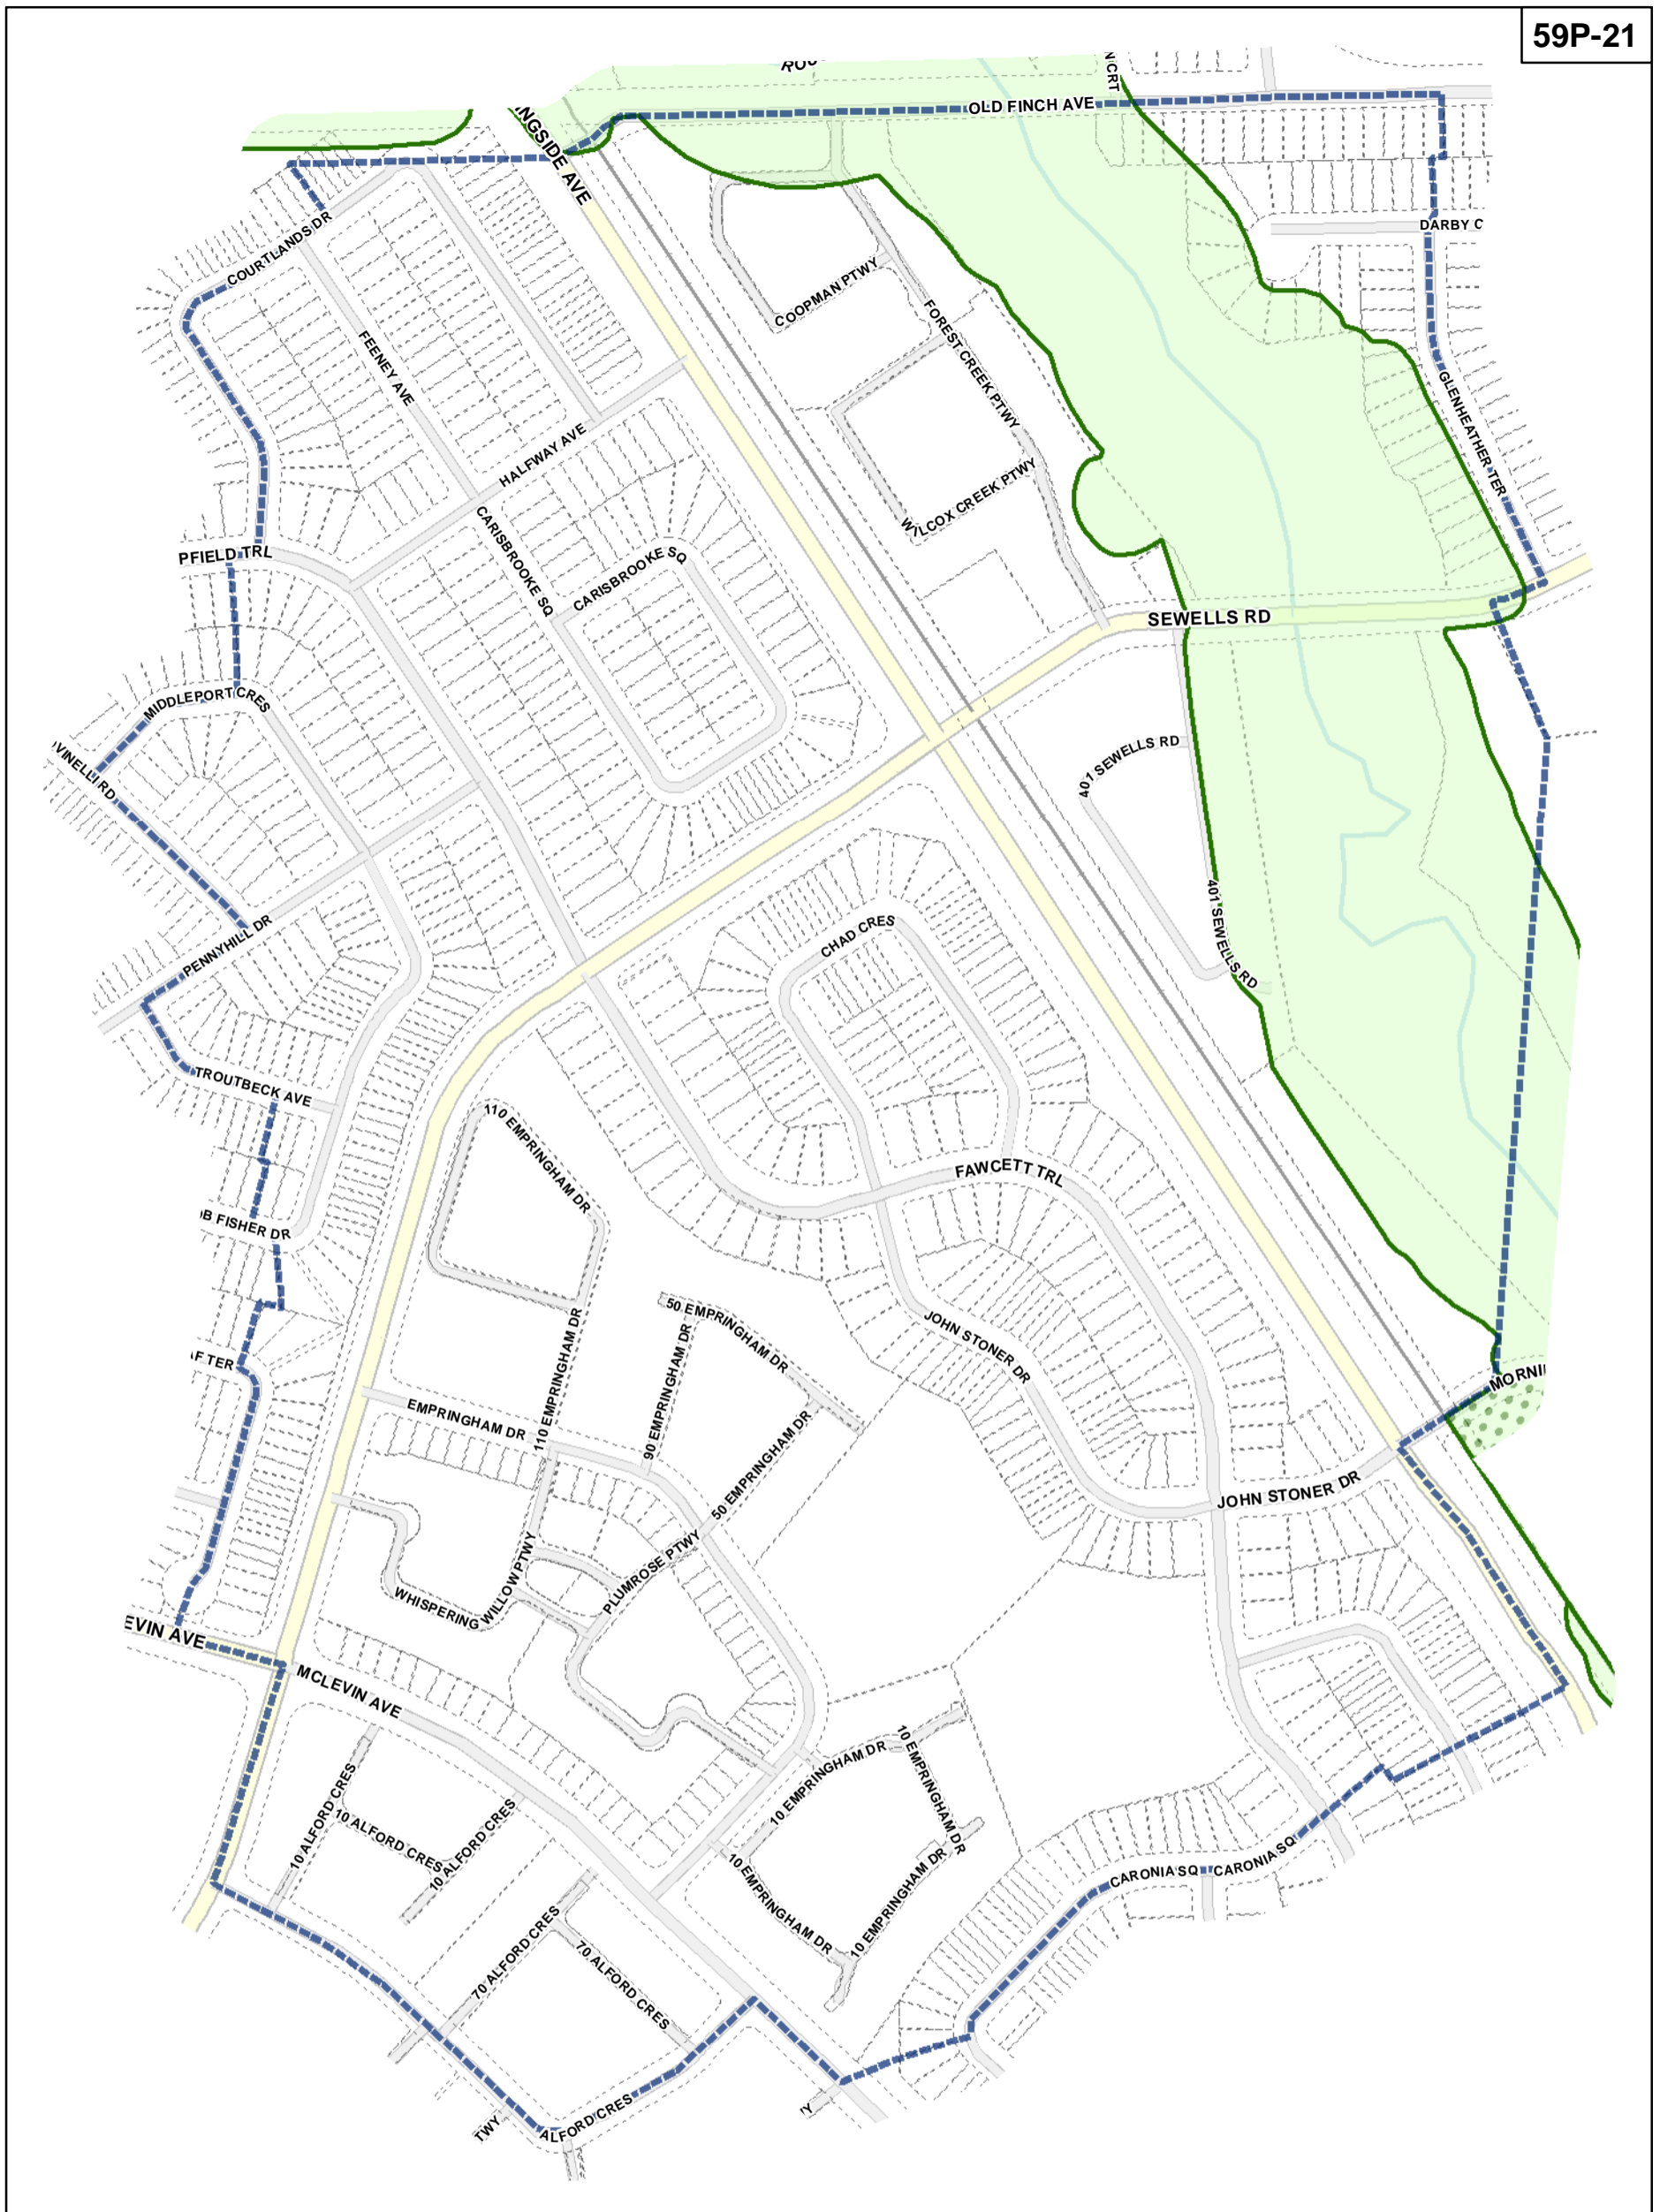 59P-21
NCRT
OLD FINCH AVE
NGSIDE AVE
DARBY C
COURTLANDS DR
COOPMAN PTWY
FEENEY AVE
FOREST CREEK PTWY
GLENHEATHER TER
HALFWAY AVE
WILCOX CREEK PTWY
CARISBROOKE SQ
CARISBROOKE SQ
PFIELD TRL
SEWELLS RD
MIDDLEPORT CRES
VINELLI RD
401 SEWELLS RD
401 SEWELLS RD
CHAD CRES
PENNYHILL DR
TROUTBECK AVE
110 EMPRINGHAM DR
FAWCETT TRL
B FISHER DR
50 EMPRINGHAM DR
JOHN STONER DR
90 EMPRINGHAM DR
110 EMPRINGHAM DR
AF TER
MORNI
EMPRINGHAM DR
50 EMPRINGHAM DR
JOHN STONER DR
PLUMROSE PTWY
WHISPERING WILLOW PTWY
EVIN AVE
MCLEVIN AVE
10 EMPRINGHAM DR
10 EMPRINGHAM DR
10 ALFORD CRES
10 ALFORD CRES
10 ALFORD CRES
10 EMPRINGHAM DR
10 EMPRINGHAM DR
CARONIA SQ
CARONIA SQ
70 ALFORD CRES
70 ALFORD CRES
ALFORD CRES
TWY
Y